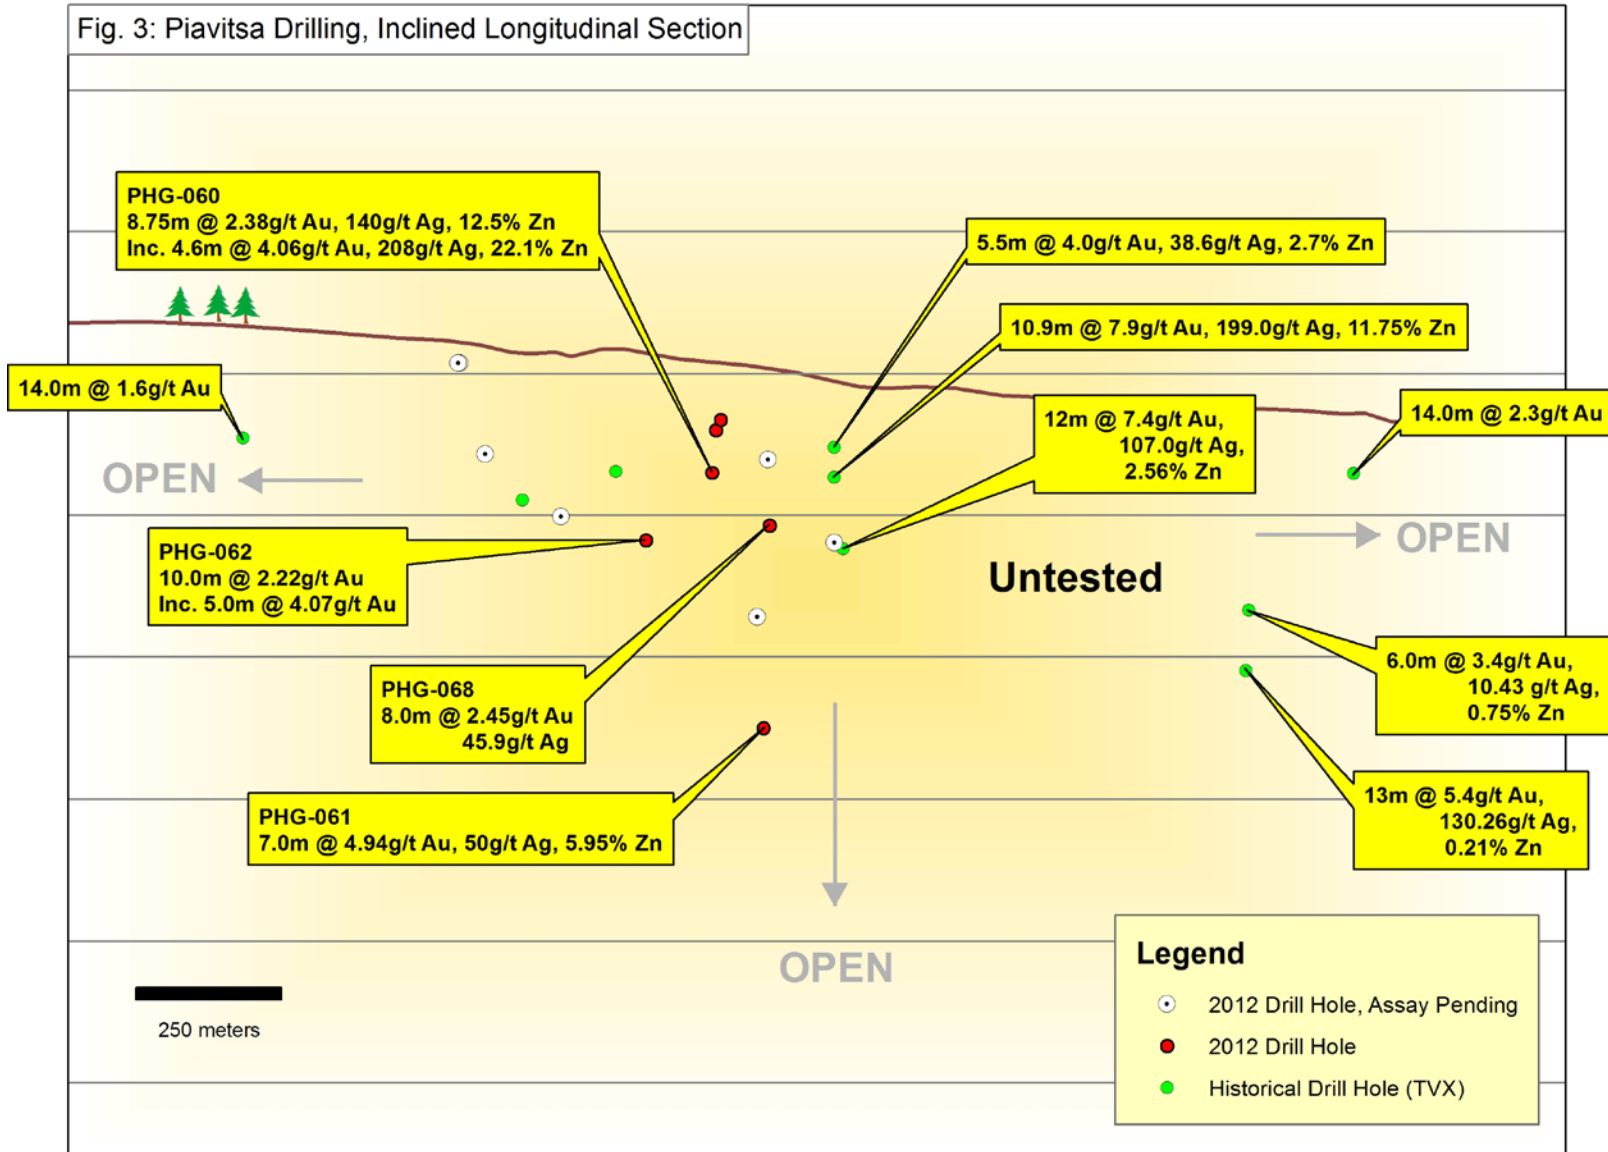 Fig. 3: Piavitsa Drilling, Inclined Longitudinal Section
PHG-060
8.75m @ 2.38g/t Au, 140g/t Ag, 12.5% Zn
Inc. 4.6m @ 4.06g/t Au, 208g/t Ag, 22.1% Zn
5.5m @ 4.0g/t Au, 38.6g/t Ag, 2.7% Zn
10.9m @ 7.9g/t Au, 199.0g/t Ag, 11.75% Zn
14.0m @ 1.6g/t Au
12m @ 7.4g/t Au,
107.0g/t Ag,
2.56% Zn
14.0m @ 2.3g/t Au
OPEN
OPEN
PHG-062
10.0m @ 2.22g/t Au
Inc. 5.0m @ 4.07g/t Au
Untested
PHG-068
8.0m @ 2.45g/t Au
45.9g/t Ag
6.0m @ 3.4g/t Au,
10.43 g/t Ag,
0.75% Zn
PHG-061
7.0m @ 4.94g/t Au, 50g/t Ag, 5.95% Zn
13m @ 5.4g/t Au,
130.26g/t Ag,
0.21% Zn
OPEN
250 meters
Legend
2012 Drill Hole, Assay Pending
2012 Drill Hole
Historical Drill Hole (TVX)